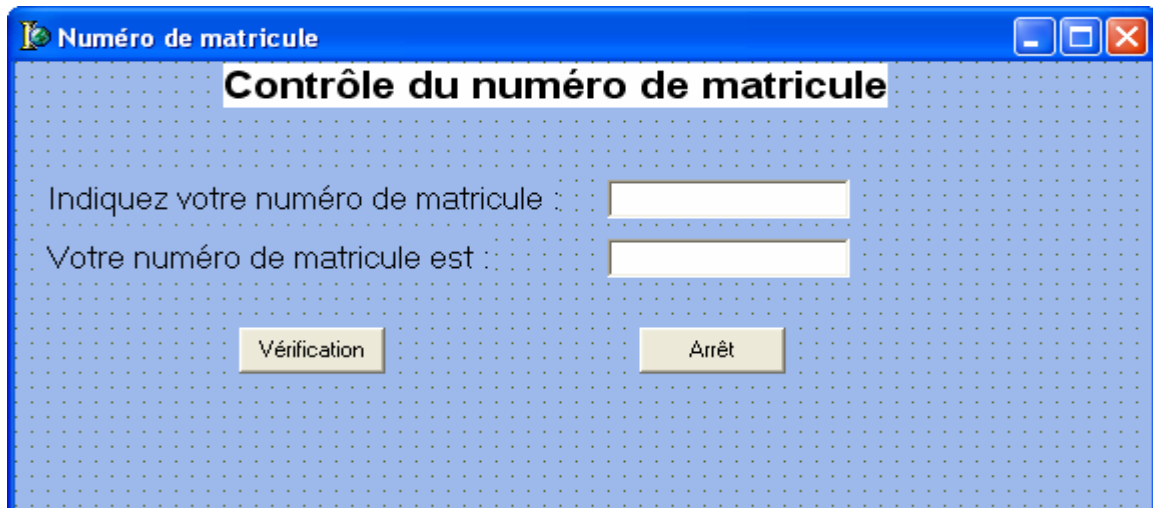 Numéro de matricule
Contrôle du numéro de matricule
Indiquez votre numéro de matricule :
Votre numéro de matricule est :
Vérification
Arrêt